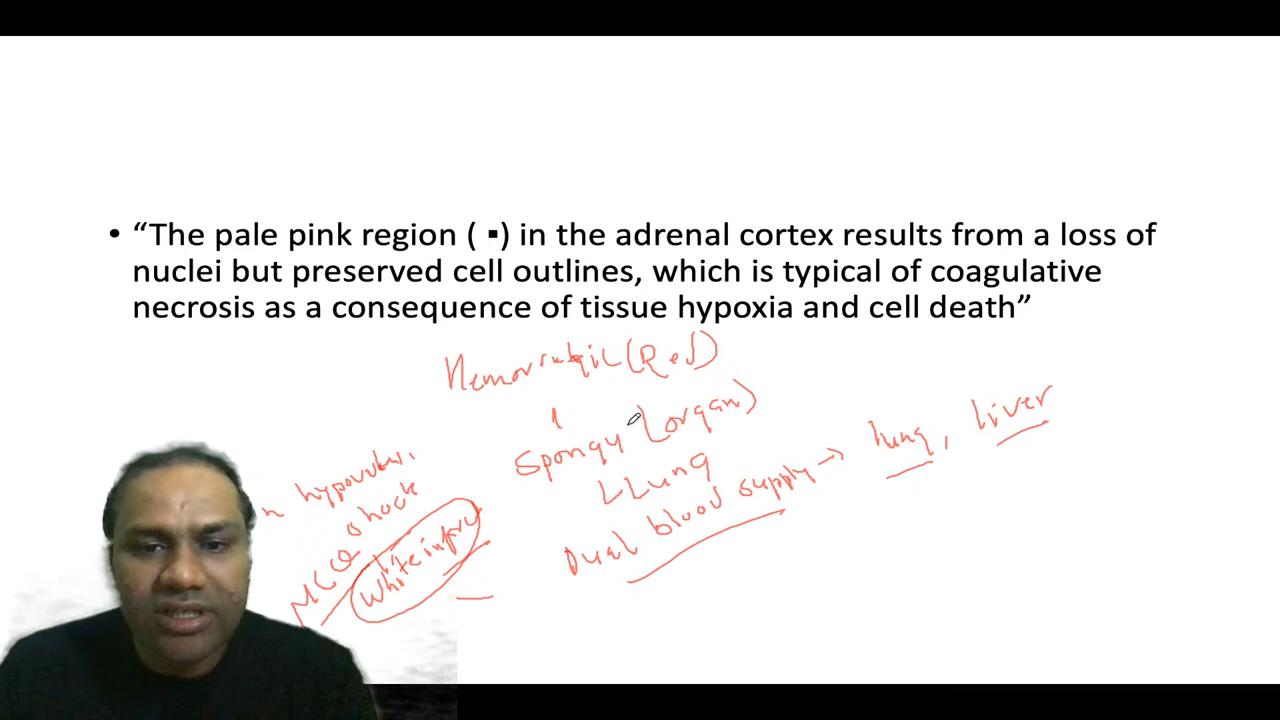 • “The pale pink region ( ▪) in the adrenal cortex results from a loss of
nuclei but preserved cell outlines, which is typical of coagulative
necrosis as a consequence of tissue hypoxia and cell death”
(Red)
Spongy (organ)
Lung
Dual blood supply → lung, liver
shock
MCQ
white